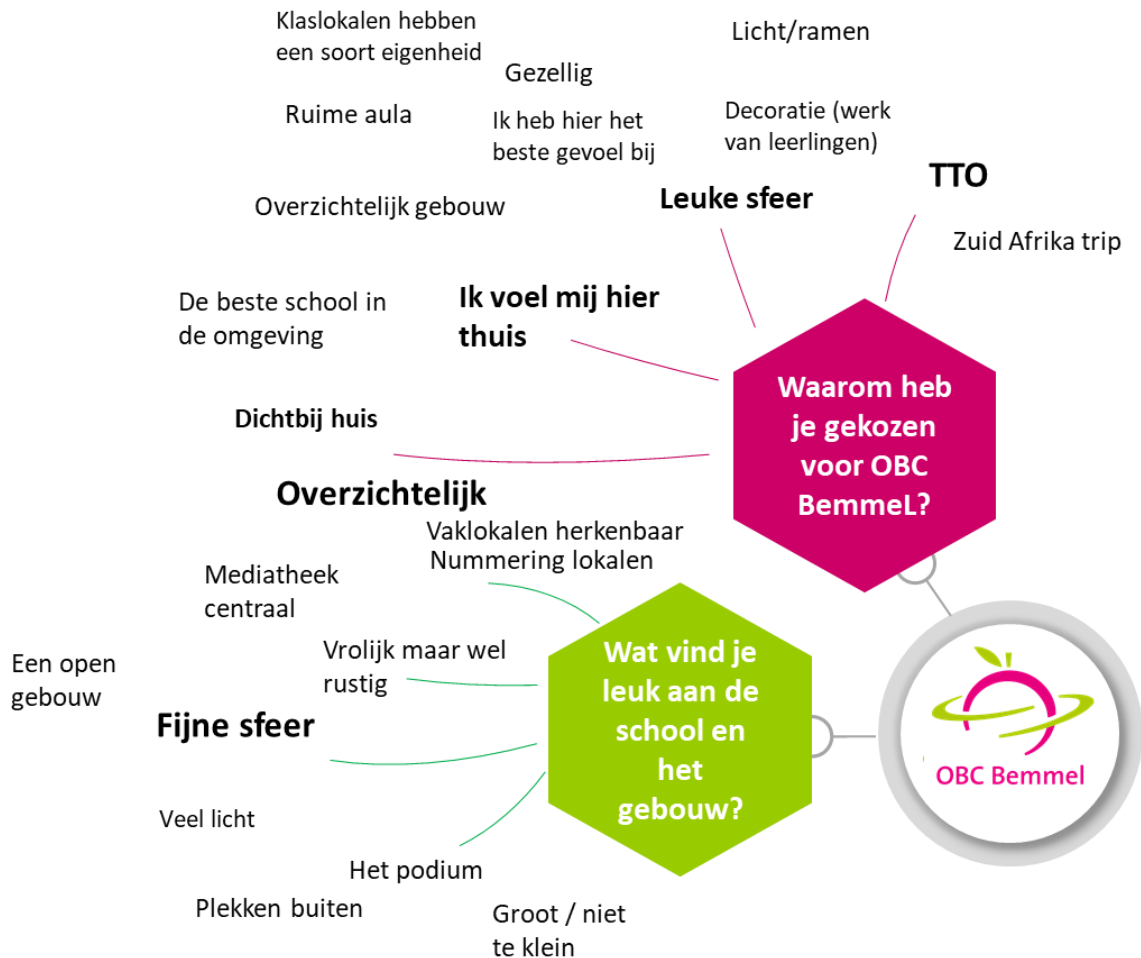 Klaslokalen hebben
een soort eigenheid
Licht/ramen
Gezellig
Ruime aula
Ik heb hier het
beste gevoel bij
Decoratie (werk
van leerlingen)
TTO
Leuke sfeer
Overzichtelijk gebouw
Zuid Afrika trip
De beste school in
de omgeving
Ik voel mij hier
thuis
Waarom heb
je gekozen
voor OBC
BemmeL?
Dichtbij huis
Overzichtelijk
Vaklokalen herkenbaar
Nummering lokalen
Mediatheek
centraal
Vrolijk maar wel
rustig
Een open
gebouw
Fijne sfeer
Wat vind je
leuk aan de
school en
het
gebouw?
OBC Bemmel
Veel licht
Het podium
Plekken buiten
Groot / niet
te klein